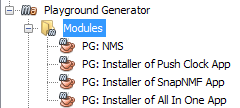 Playground Generator
Modules
PG: NMS
PG: Installer of Push Clock App
PG: Installer of SnapNMF App
PG: Installer of All In One App